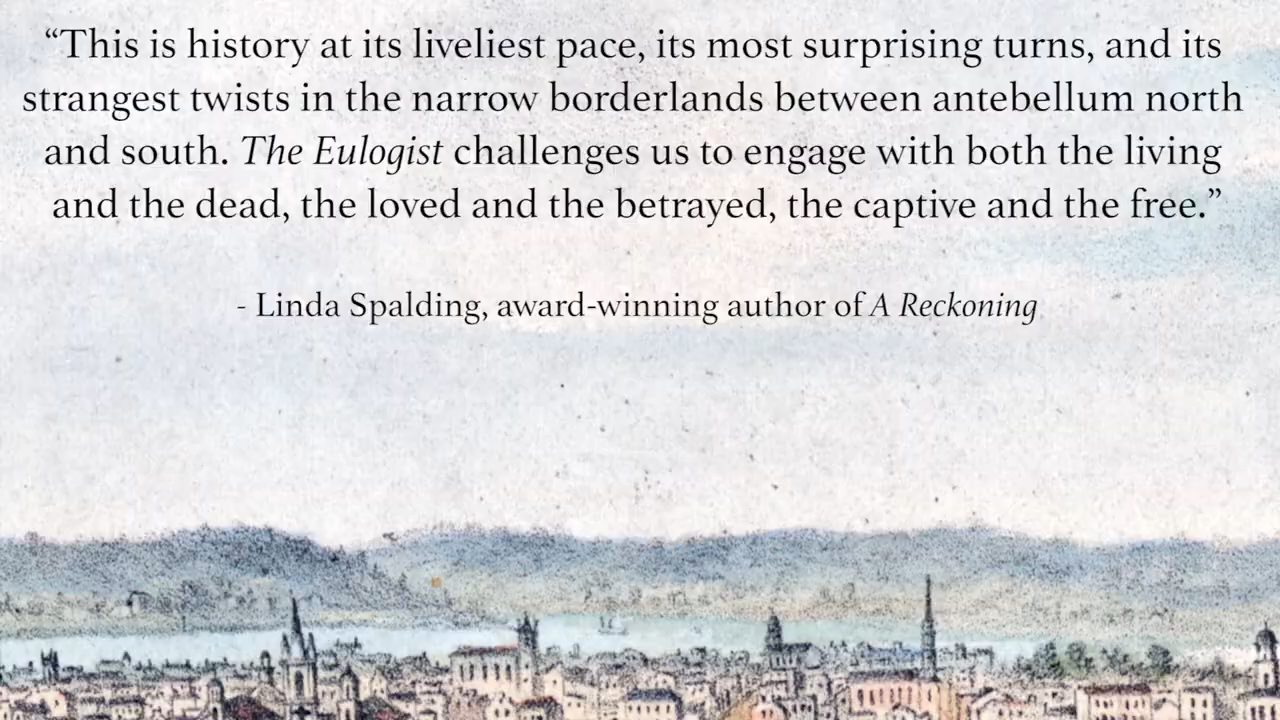 “This is history at its liveliest pace, its most surprising turns, and its
strangest twists in the narrow borderlands between antebellum north
and south. The Eulogist challenges us to engage with both the living
and the dead, the loved and the betrayed, the captive and the free.”
- Linda Spalding, award-winning author of A Reckoning